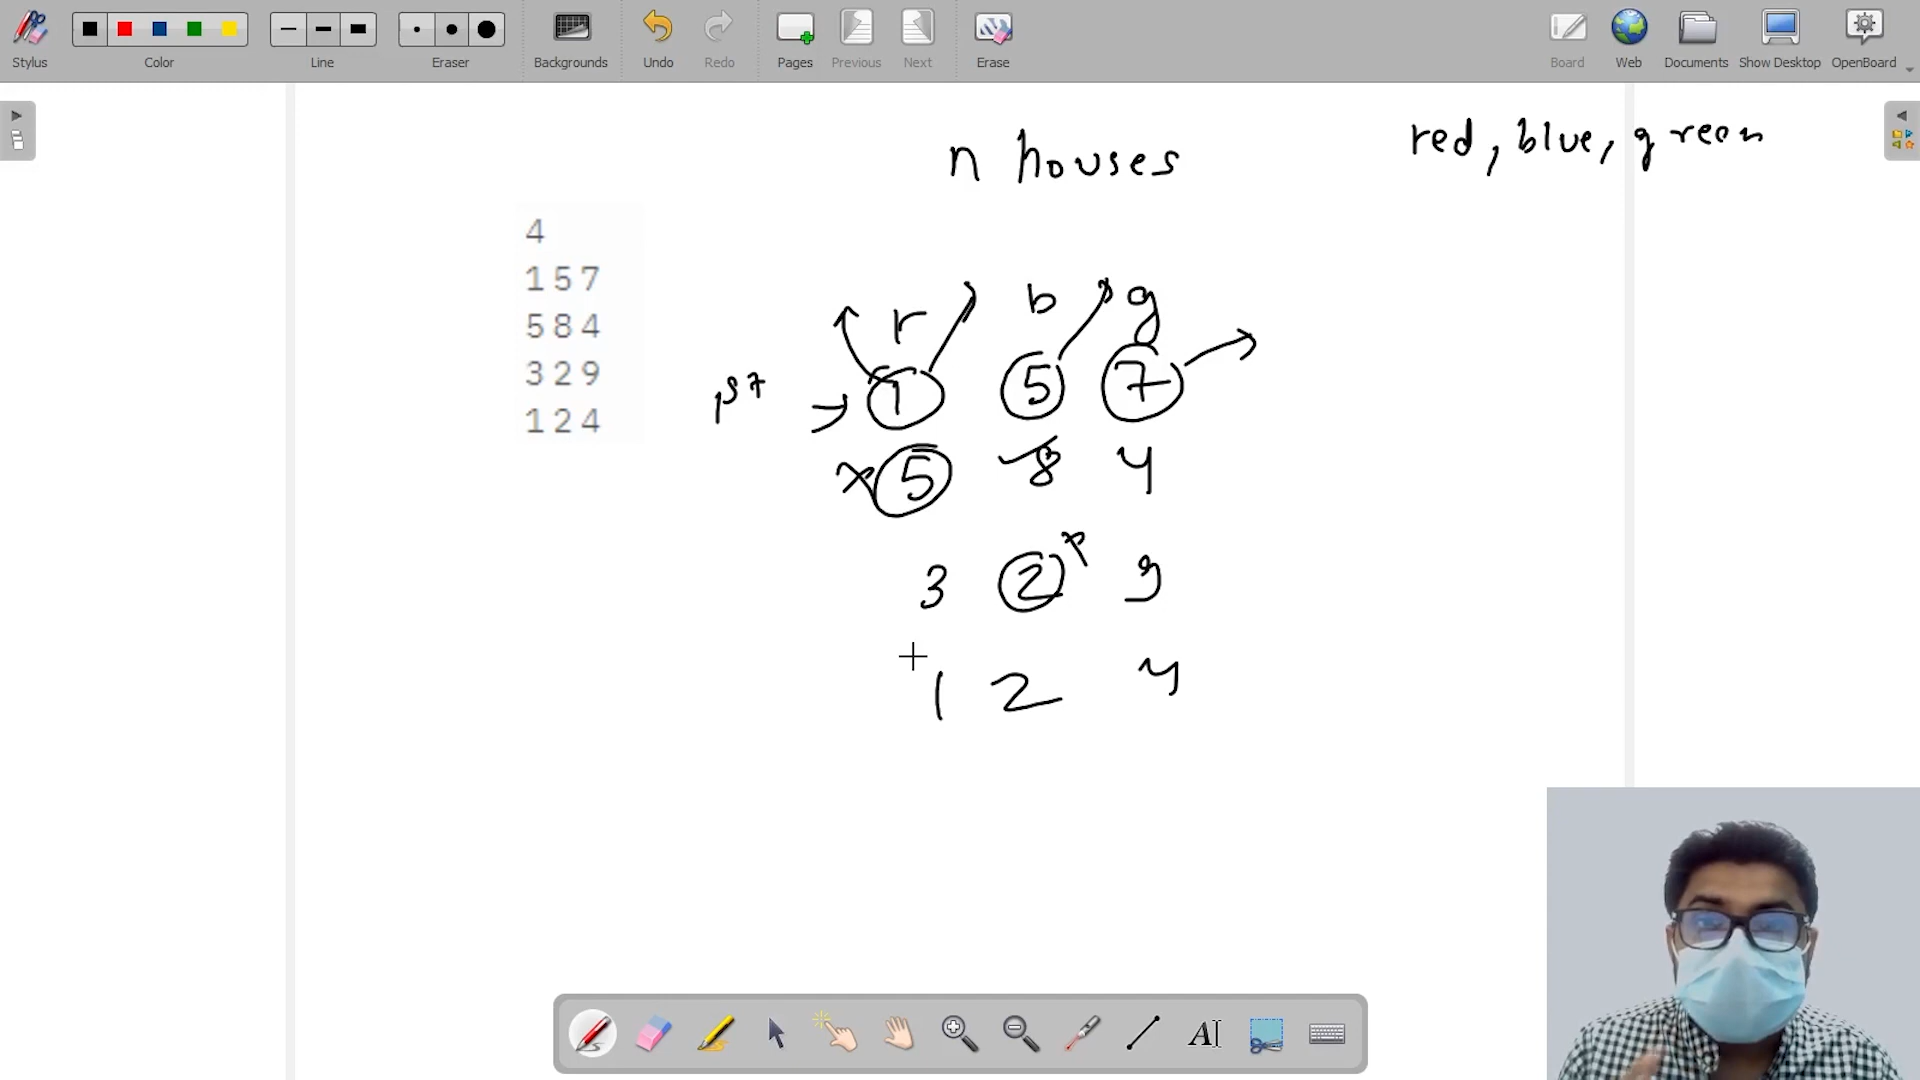 Stylus Color Line Eraser Backgrounds Undo Redo Pages Previous Next Erase Board Web Documents Show Desktop OpenBoard
n houses
red, blue, green
4
1 5 7
5 8 4
3 2 9
1 2 4
r b g
1 5 7
x 5 8 4
3 2 x 9
1 2 4